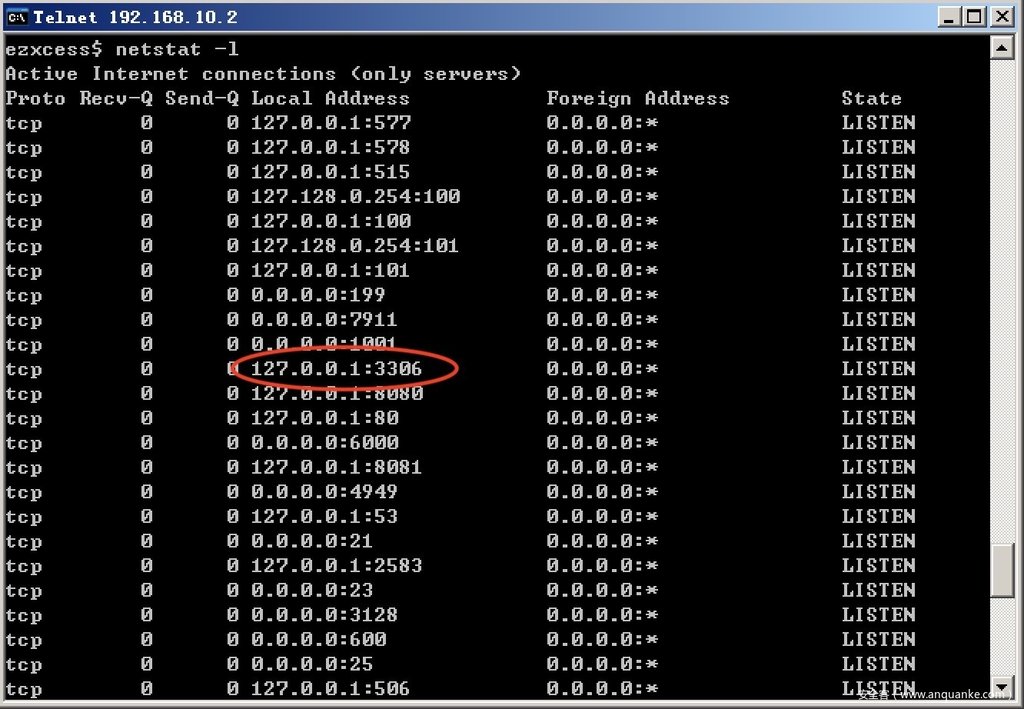 Telnet 192.168.10.2
ezxcess$ netstat -l
Active Internet connections (only servers)
Proto Recv-Q Send-Q Local Address Foreign Address State
tcp 0 0 127.0.0.1:577 0.0.0.0:* LISTEN
tcp 0 0 127.0.0.1:578 0.0.0.0:* LISTEN
tcp 0 0 127.0.0.1:515 0.0.0.0:* LISTEN
tcp 0 0 127.128.0.254:100 0.0.0.0:* LISTEN
tcp 0 0 127.0.0.1:100 0.0.0.0:* LISTEN
tcp 0 0 127.128.0.254:101 0.0.0.0:* LISTEN
tcp 0 0 127.0.0.1:101 0.0.0.0:* LISTEN
tcp 0 0 0.0.0.0:199 0.0.0.0:* LISTEN
tcp 0 0 0.0.0.0:7911 0.0.0.0:* LISTEN
tcp 0 0 0.0.0.0:1001 0.0.0.0:* LISTEN
tcp 0 0 127.0.0.1:3306 0.0.0.0:* LISTEN
tcp 0 0 127.0.0.1:8080 0.0.0.0:* LISTEN
tcp 0 0 127.0.0.1:80 0.0.0.0:* LISTEN
tcp 0 0 0.0.0.0:6000 0.0.0.0:* LISTEN
tcp 0 0 127.0.0.1:8081 0.0.0.0:* LISTEN
tcp 0 0 0.0.0.0:4949 0.0.0.0:* LISTEN
tcp 0 0 127.0.0.1:53 0.0.0.0:* LISTEN
tcp 0 0 0.0.0.0:21 0.0.0.0:* LISTEN
tcp 0 0 127.0.0.1:2583 0.0.0.0:* LISTEN
tcp 0 0 0.0.0.0:23 0.0.0.0:* LISTEN
tcp 0 0 0.0.0.0:3128 0.0.0.0:* LISTEN
tcp 0 0 0.0.0.0:600 0.0.0.0:* LISTEN
tcp 0 0 0.0.0.0:25 0.0.0.0:* LISTEN
tcp 0 0 127.0.0.1:506 0.0.0.0:* LISTEN
安全客 ( www.anquanke.com )